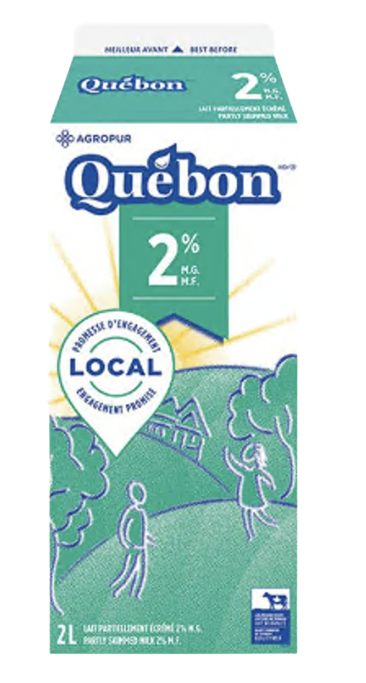 MEILLEUR AVANT ▲ BEST BEFORE
Québon
2%
M.G.
M.F.
LAIT PARTIELLEMENT ÉCRÉMÉ
PARTLY SKIMMED MILK
AGROPUR
Québon
2%
M.G.
M.F.
PROMESSE D'ENGAGEMENT
LOCAL
ENGAGEMENT PROMISE
2L
LAIT PARTIELLEMENT ÉCRÉMÉ 2% M.G.
PARTLY SKIMMED MILK 2% M.F.